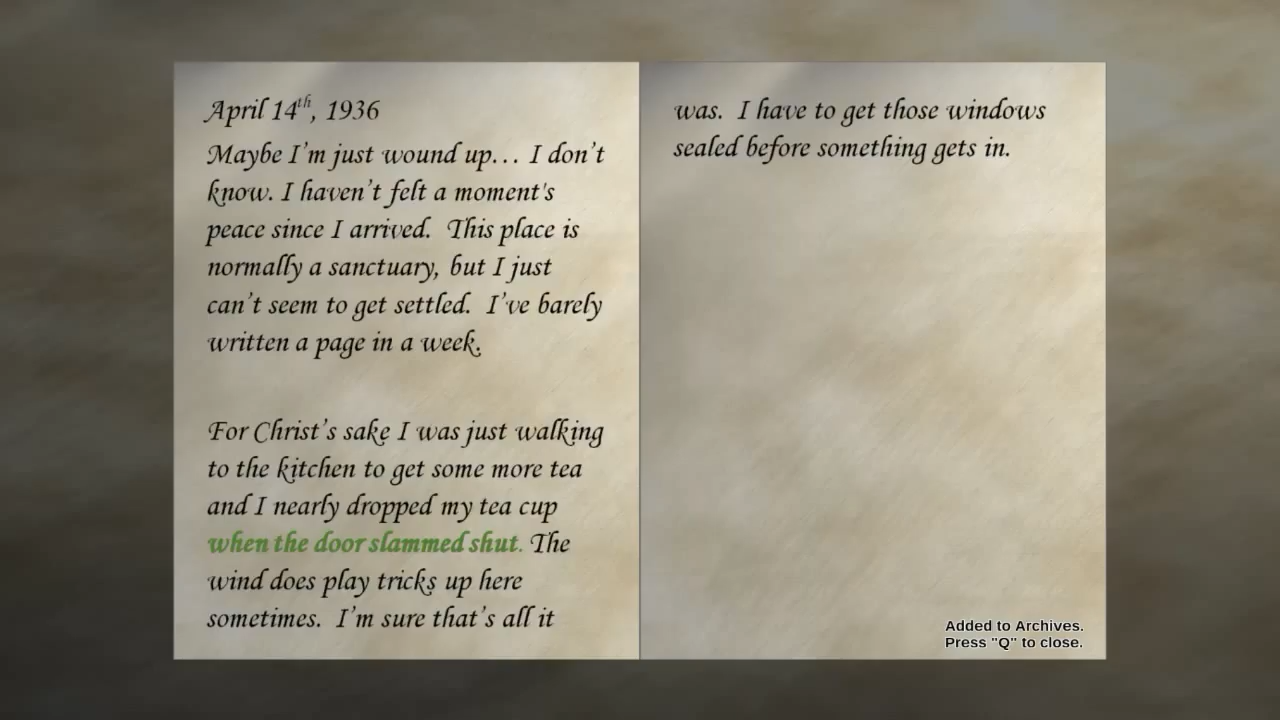 April 14th, 1936
Maybe I'm just wound up... I don't
know. I haven't felt a moment's
peace since I arrived.  This place is
normally a sanctuary, but I just
can't seem to get settled.  I've barely
written a page in a week.
For Christ's sake I was just walking
to the kitchen to get some more tea
and I nearly dropped my tea cup
when the door slammed shut. The
wind does play tricks up here
sometimes.  I'm sure that's all it
was.  I have to get those windows
sealed before something gets in.
Added to Archives.
Press "Q" to close.